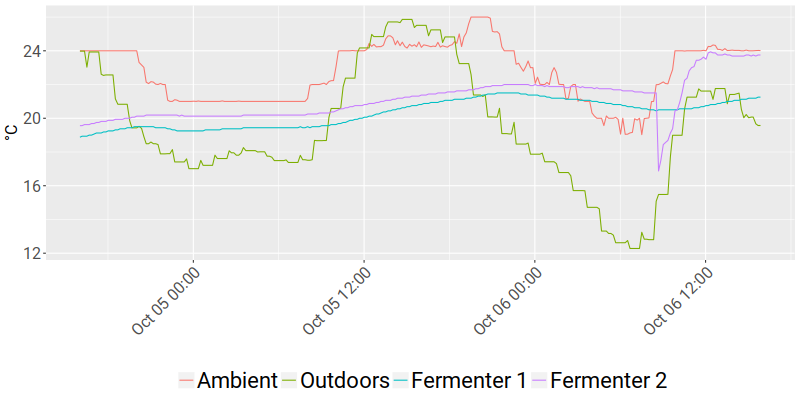 24
20
16
12
°C
Oct 05 00:00
Oct 05 12:00
Oct 06 00:00
Oct 06 12:00
Ambient Outdoors Fermenter 1 Fermenter 2